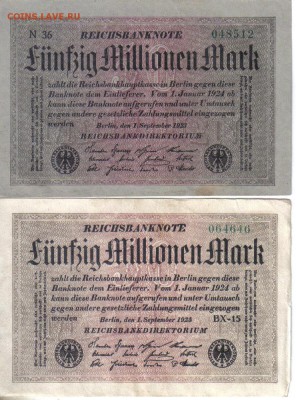 COINS.LAVE.RU
REICHSBANKNOTE
N 36
048512
Fünfzig Millionen Mark
zahlt die Reichsbankhauptkasse in Berlin gegen diese
Banknote dem Einlieferer. Vom 1. Januar 1924 ab
kann diese Banknote aufgerufen und unter Umtausch
gegen andere gesetzliche Zahlungsmittel eingezogen
werden
Berlin, den 1. September 1923
REICHSBANKDIREKTORIUM
REICHSBANKNOTE
064646
Fünfzig Millionen Mark
zahlt die Reichsbankhauptkasse in Berlin gegen diese
Banknote dem Einlieferer. Vom 1. Januar 1924 ab
kann diese Banknote aufgerufen und unter Umtausch
gegen andere gesetzliche Zahlungsmittel eingezogen
werden
BX-15
Berlin, den 1. September 1923
REICHSBANKDIREKTORIUM